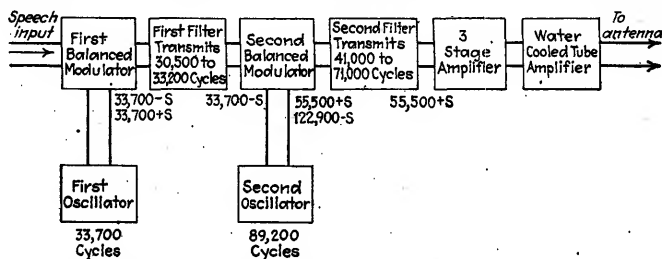 Speech
input
First
Balanced
Modulator
First Filter
Transmits
30,500 to
33,200 Cycles
Second
Balanced
Modulator
Second Filter
Transmits
41,000 to
71,000 Cycles
3
Stage
Amplifier
Water
Cooled Tube
Amplifier
To
antenna
33,700-S
33,700+S
33,700-S
55,500+S
122,900-S
55,500+S
First
Oscillator
Second
Oscillator
33,700
Cycles
89,200
Cycles